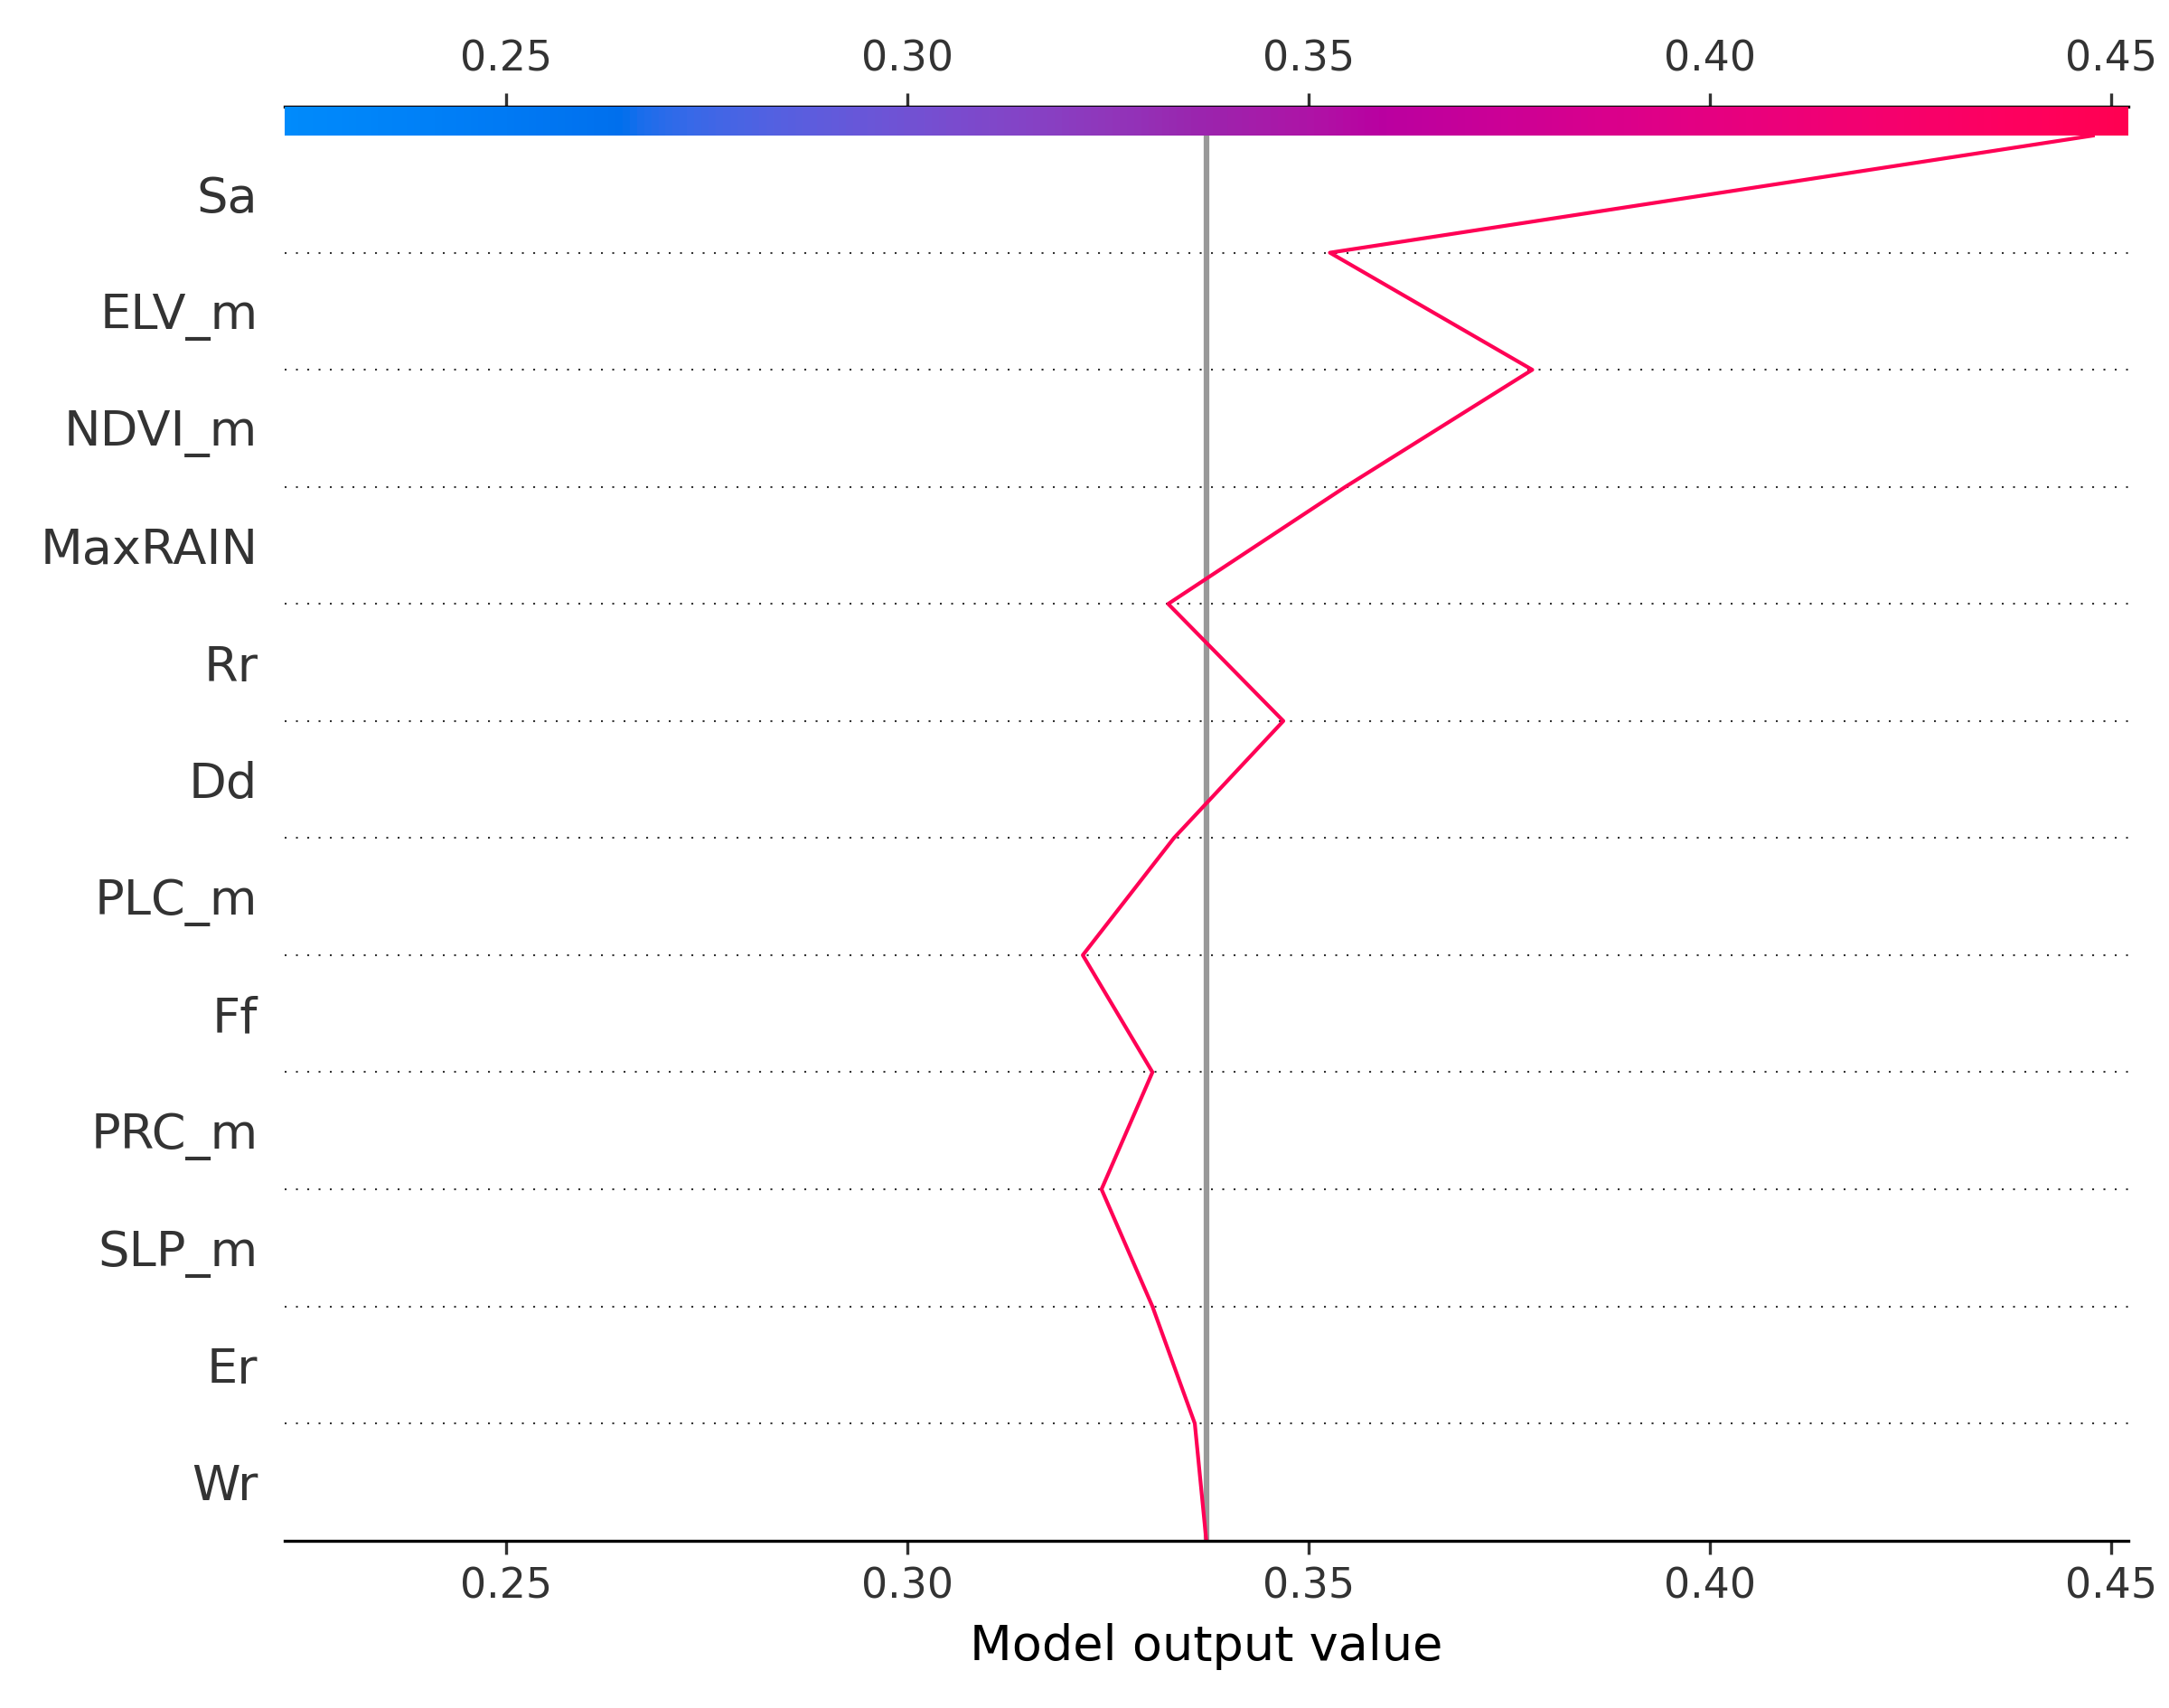 0.25 0.30 0.35 0.40 0.45
Sa
ELV_m
NDVI_m
MaxRAIN
Rr
Dd
PLC_m
Ff
PRC_m
SLP_m
Er
Wr
0.25 0.30 0.35 0.40 0.45
Model output value